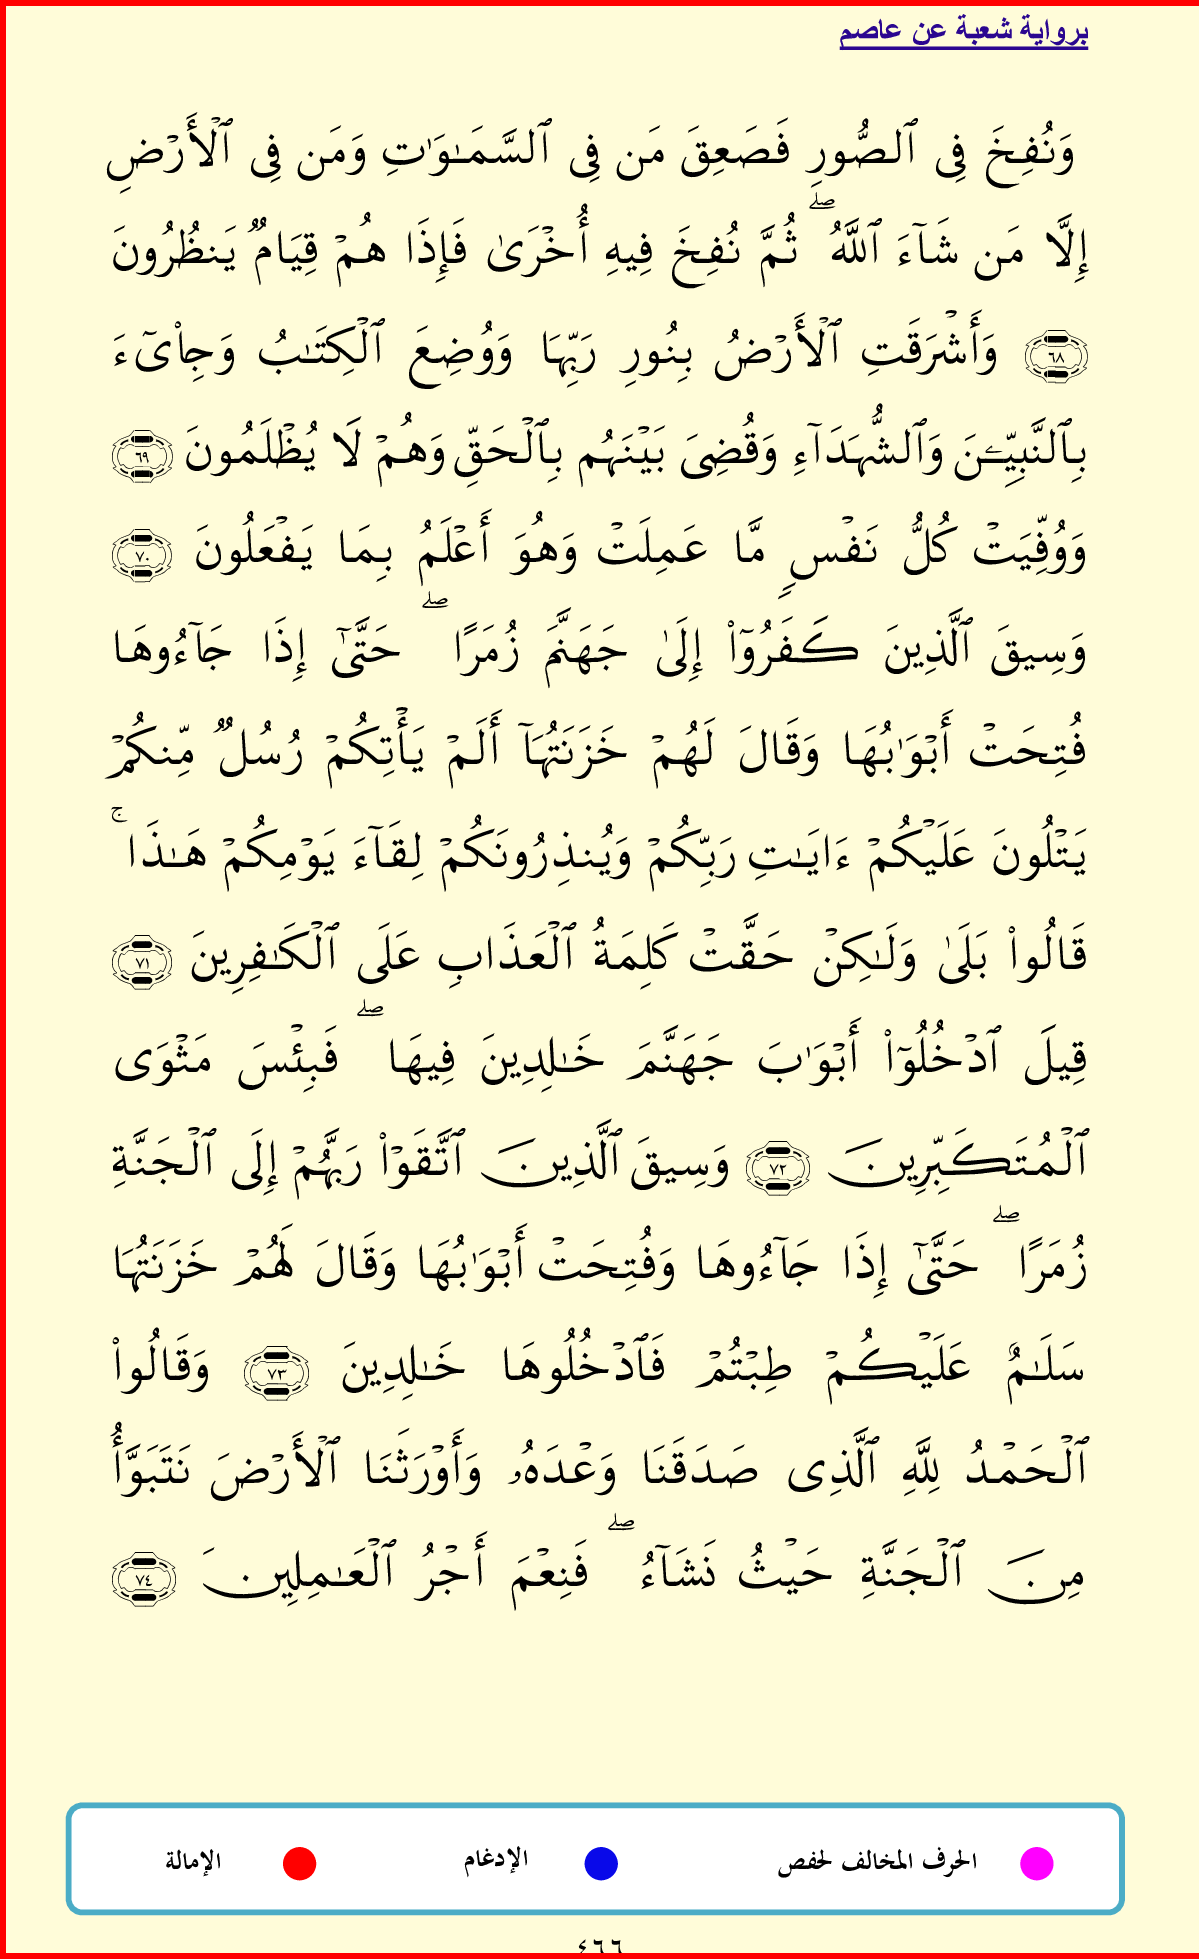 برواية شعبة عن عاصم
وَنُفِخَ فِى ٱلصُّورِ فَصَعِقَ مَن فِى ٱلسَّمَـٰوَٰتِ وَمَن فِى ٱلْأَرْضِ
إِلَّا مَن شَآءَ ٱللَّهُ ۖ ثُمَّ نُفِخَ فِيهِ أُخْرَىٰ فَإِذَا هُمْ قِيَامٌ يَنظُرُونَ
٦٨ وَأَشْرَقَتِ ٱلْأَرْضُ بِنُورِ رَبِّهَا وَوُضِعَ ٱلْكِتَـٰبُ وَجِا۟ىٓءَ
بِٱلنَّبِيِّـۧنَ وَٱلشُّهَدَآءِ وَقُضِىَ بَيْنَهُم بِٱلْحَقِّ وَهُمْ لَا يُظْلَمُونَ ٦٩
وَوُفِّيَتْ كُلُّ نَفْسٍ مَّا عَمِلَتْ وَهُوَ أَعْلَمُ بِمَا يَفْعَلُونَ ٧٠
وَسِيقَ ٱلَّذِينَ كَفَرُوٓا۟ إِلَىٰ جَهَنَّمَ زُمَرًا ۖ حَتَّىٰٓ إِذَا جَآءُوهَا
فُتِحَتْ أَبْوَٰبُهَا وَقَالَ لَهُمْ خَزَنَتُهَآ أَلَمْ يَأْتِكُمْ رُسُلٌ مِّنكُمْ
يَتْلُونَ عَلَيْكُمْ ءَايَـٰتِ رَبِّكُمْ وَيُنذِرُونَكُمْ لِقَآءَ يَوْمِكُمْ هَـٰذَا ۚ
قَالُوا۟ بَلَىٰ وَلَـٰكِنْ حَقَّتْ كَلِمَةُ ٱلْعَذَابِ عَلَى ٱلْكَـٰفِرِينَ ٧١
قِيلَ ٱدْخُلُوٓا۟ أَبْوَٰبَ جَهَنَّمَ خَـٰلِدِينَ فِيهَا ۖ فَبِئْسَ مَثْوَى
ٱلْمُتَكَبِّرِينَ ٧٢ وَسِيقَ ٱلَّذِينَ ٱتَّقَوْا۟ رَبَّهُمْ إِلَى ٱلْجَنَّةِ
زُمَرًا ۖ حَتَّىٰٓ إِذَا جَآءُوهَا وَفُتِحَتْ أَبْوَٰبُهَا وَقَالَ لَهُمْ خَزَنَتُهَا
سَلَـٰمٌ عَلَيْكُمْ طِبْتُمْ فَٱدْخُلُوهَا خَـٰلِدِينَ ٧٣ وَقَالُوا۟
ٱلْحَمْدُ لِلَّهِ ٱلَّذِى صَدَقَنَا وَعْدَهُۥ وَأَوْرَثَنَا ٱلْأَرْضَ نَتَبَوَّأُ
مِنَ ٱلْجَنَّةِ حَيْثُ نَشَآءُ ۖ فَنِعْمَ أَجْرُ ٱلْعَـٰمِلِينَ ٧٤
الحرف المخالف لحفص الإدغام الإمالة
٤٦٦